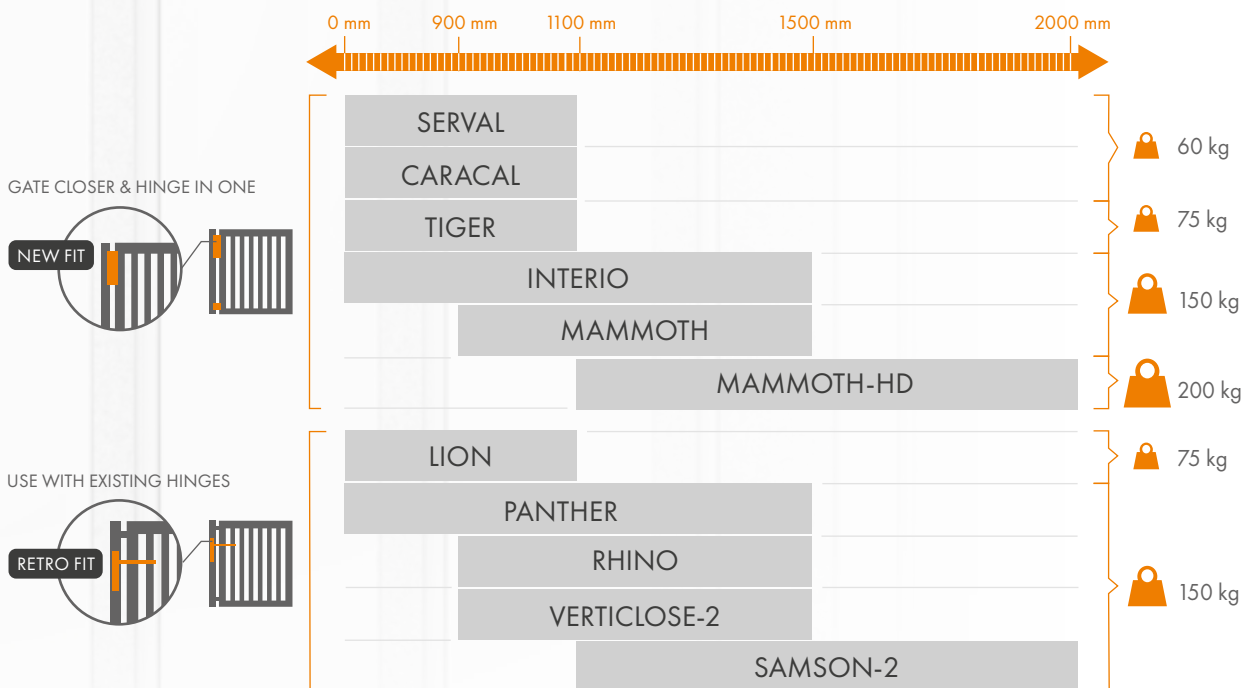 0 mm 900 mm 1100 mm 1500 mm 2000 mm
SERVAL
60 kg
CARACAL
GATE CLOSER & HINGE IN ONE
TIGER
75 kg
NEW FIT
INTERIO
150 kg
MAMMOTH
MAMMOTH-HD
200 kg
LION
75 kg
USE WITH EXISTING HINGES
PANTHER
RETRO FIT
RHINO
150 kg
VERTICLOSE-2
SAMSON-2